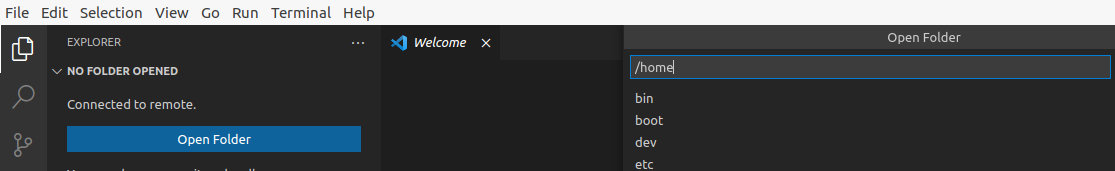 File Edit Selection View Go Run Terminal Help
EXPLORER ...
NO FOLDER OPENED
Connected to remote.
Open Folder
Welcome
Open Folder
/home
bin
boot
dev
etc